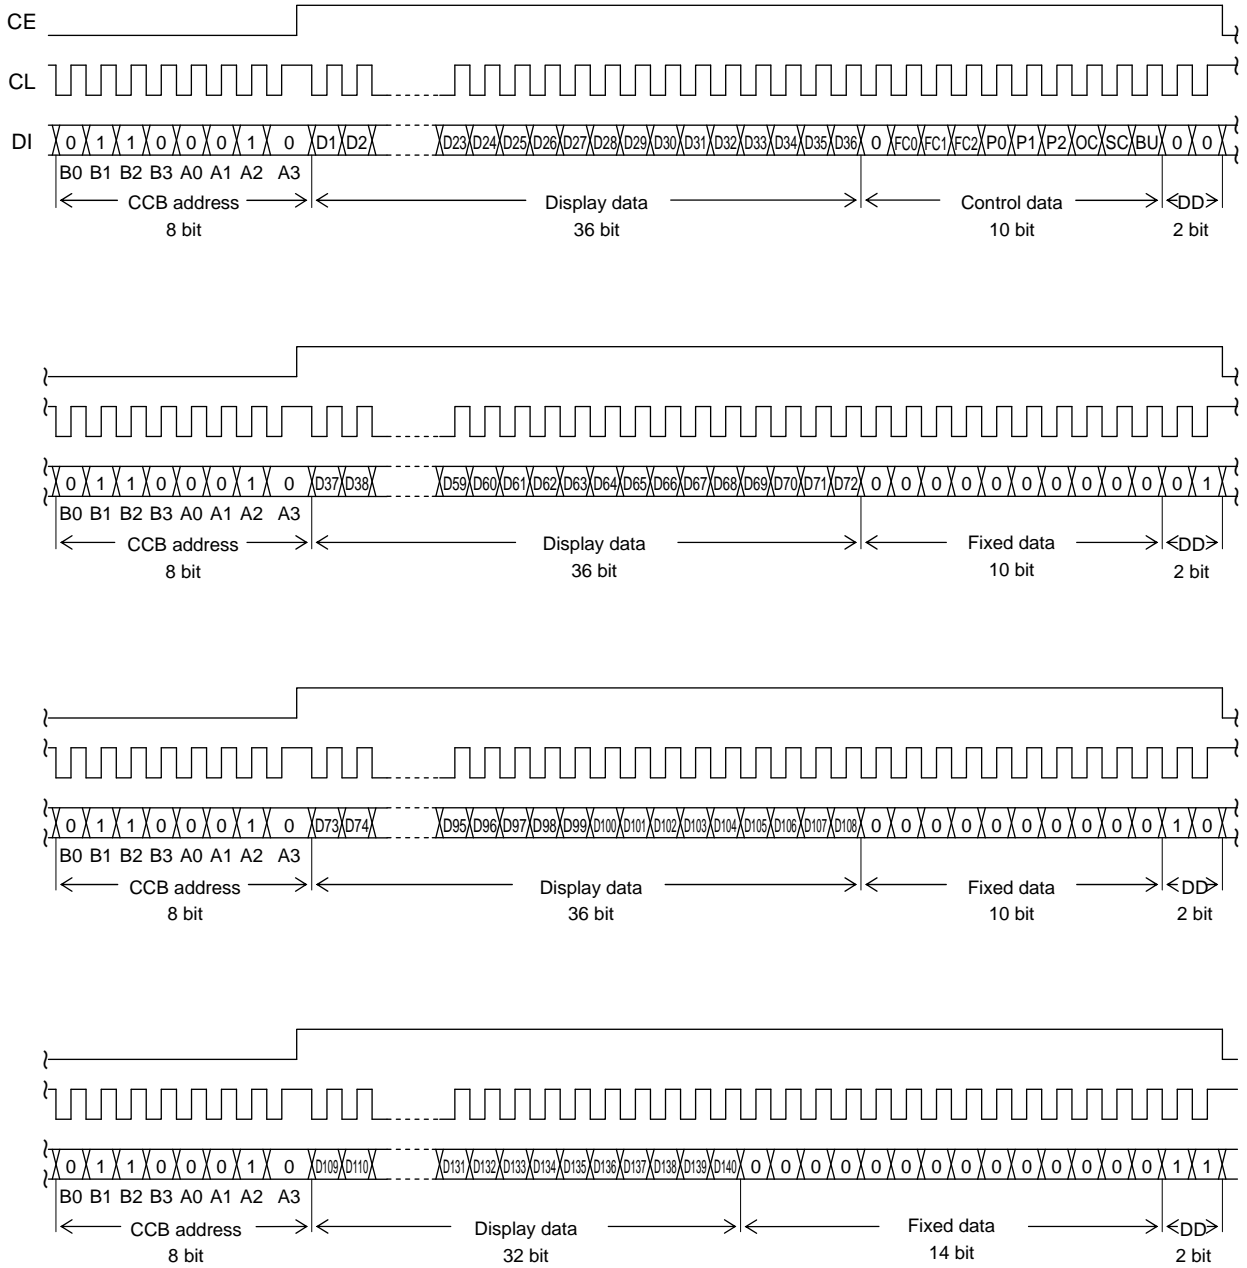 CE
CL
DI 0 1 1 0 0 0 1 0 D1 D2 D23 D24 D25 D26 D27 D28 D29 D30 D31 D32 D33 D34 D35 D36 0 FC0 FC1 FC2 P0 P1 P2 OC SC BU 0 0
B0 B1 B2 B3 A0 A1 A2 A3
CCB address Display data Control data DD
8 bit 36 bit 10 bit 2 bit
0 1 1 0 0 0 1 0 D37 D38 D59 D60 D61 D62 D63 D64 D65 D66 D67 D68 D69 D70 D71 D72 0 0 0 0 0 0 0 0 0 0 0 1
B0 B1 B2 B3 A0 A1 A2 A3
CCB address Display data Fixed data DD
8 bit 36 bit 10 bit 2 bit
0 1 1 0 0 0 1 0 D73 D74 D95 D96 D97 D98 D99 D100 D101 D102 D103 D104 D105 D106 D107 D108 0 0 0 0 0 0 0 0 0 0 1 0
B0 B1 B2 B3 A0 A1 A2 A3
CCB address Display data Fixed data DD
8 bit 36 bit 10 bit 2 bit
0 1 1 0 0 0 1 0 D109 D110 D131 D132 D133 D134 D135 D136 D137 D138 D139 D140 0 0 0 0 0 0 0 0 0 0 0 0 0 0 1 1
B0 B1 B2 B3 A0 A1 A2 A3
CCB address Display data Fixed data DD
8 bit 32 bit 14 bit 2 bit